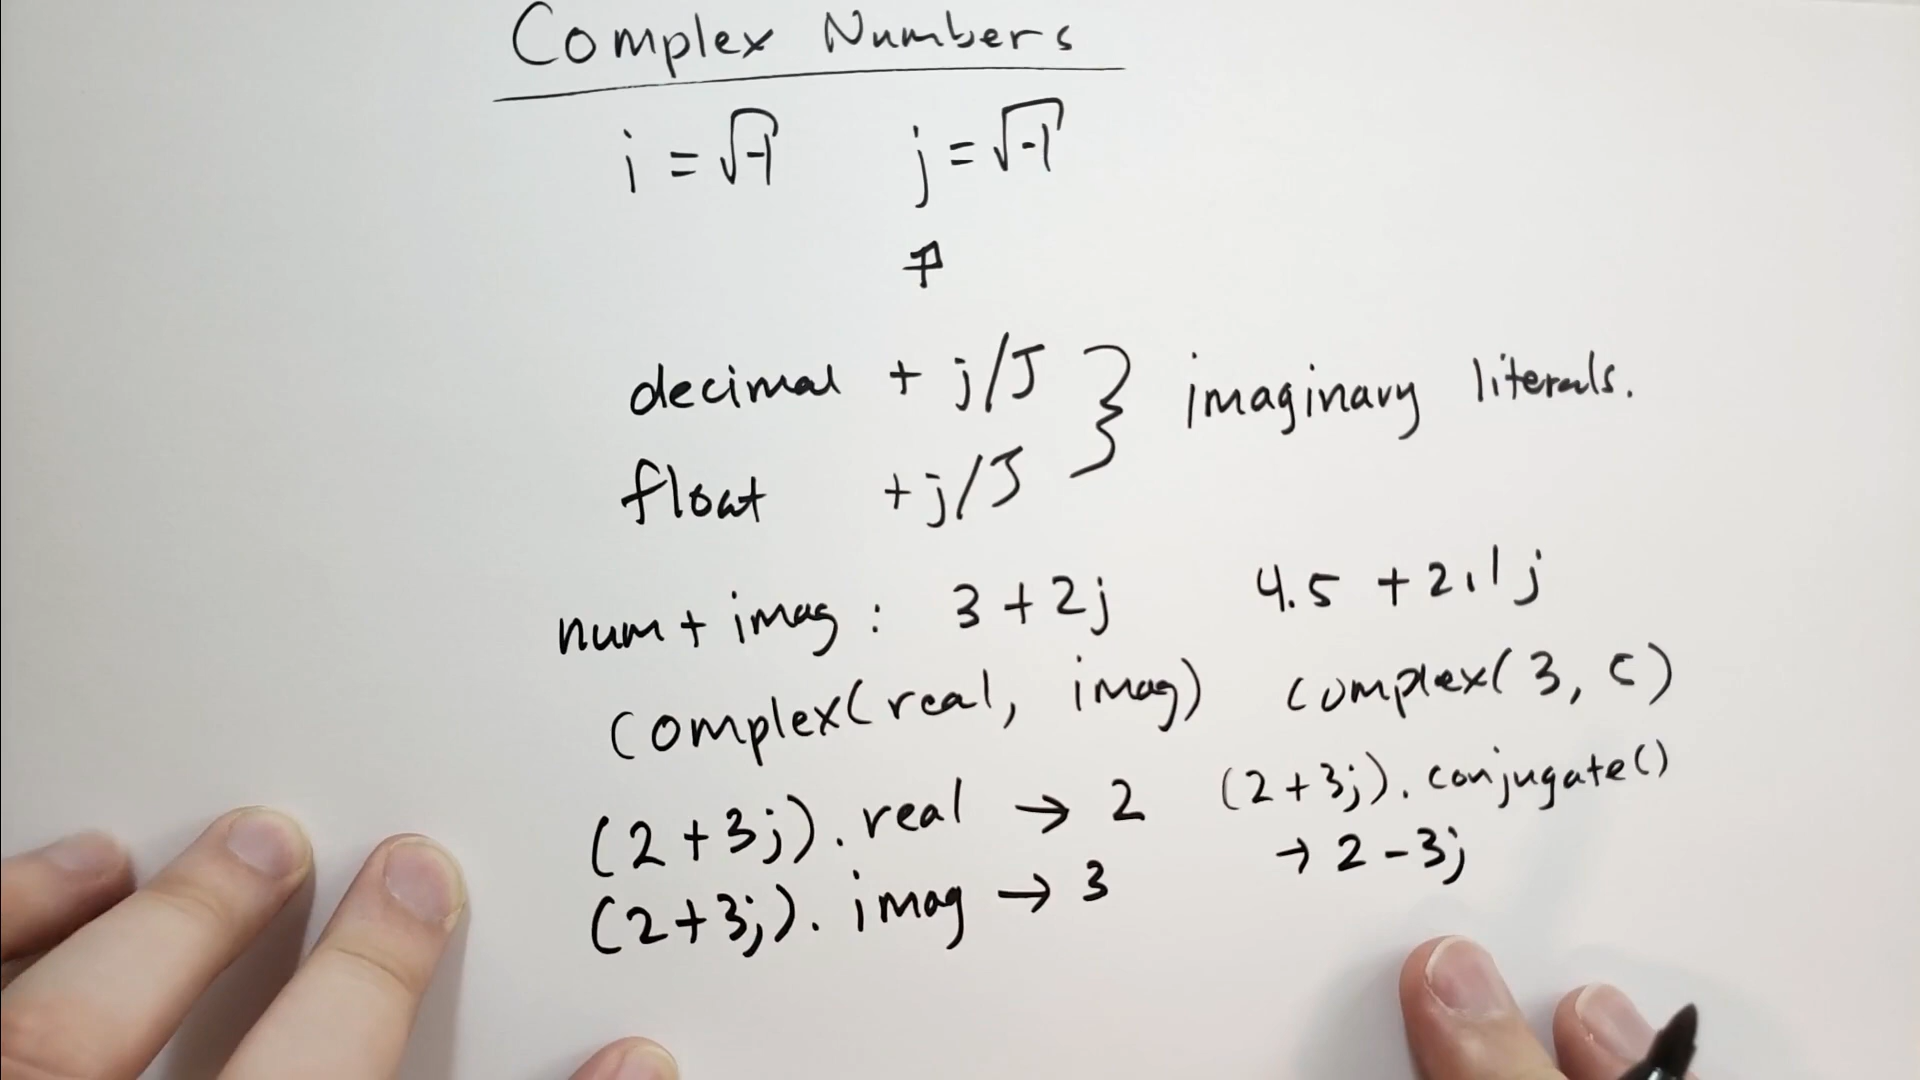 Complex Numbers
i = √-1 j = √-1
decimal + j/J } imaginary literals.
float + j/J
num + imag : 3 + 2j 4.5 + 2.1j
complex(real, imag) complex(3, 5)
(2 + 3j).real → 2 (2 + 3j).conjugate()
→ 2 - 3j
(2 + 3j).imag → 3